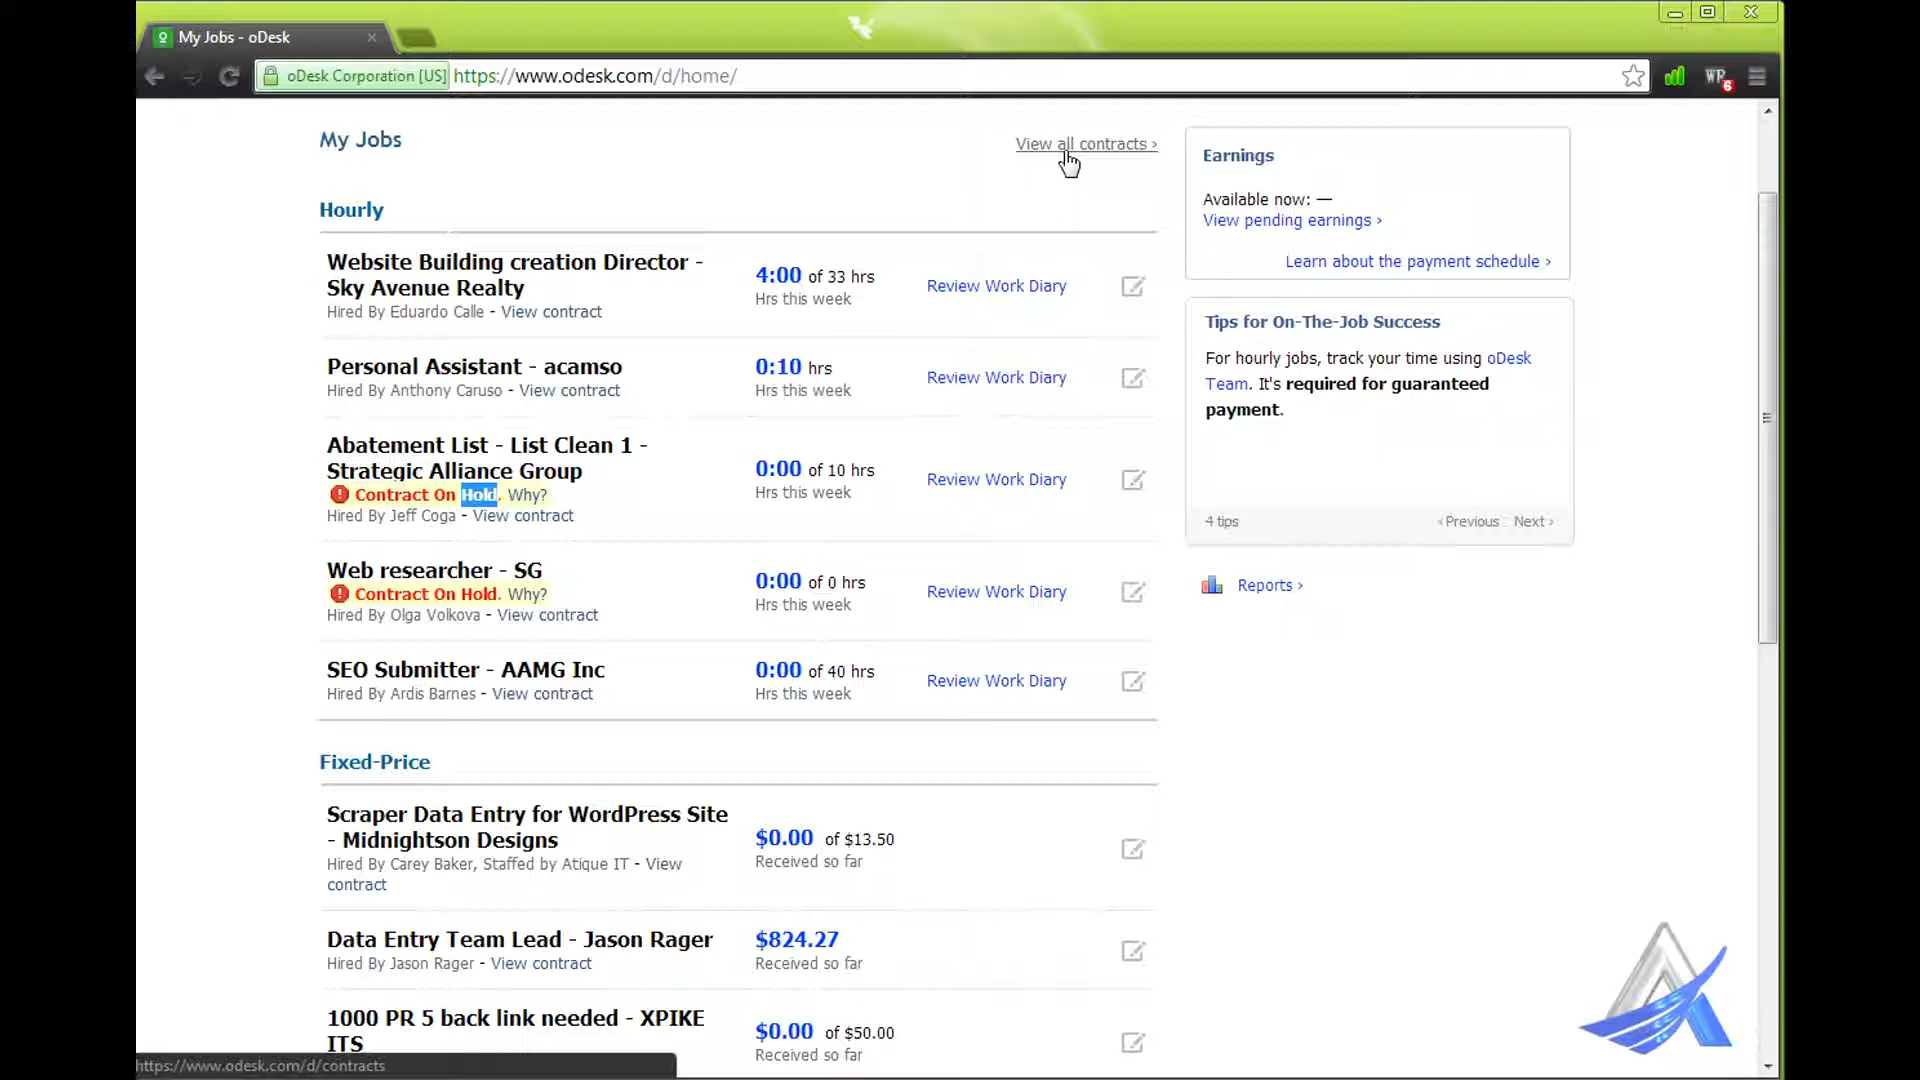 My Jobs - oDesk
oDesk Corporation [US] https://www.odesk.com/d/home/
WP
6
My Jobs
View all contracts ›
Hourly
Website Building creation Director -
Sky Avenue Realty
Hired By Eduardo Calle - View contract
4:00 of 33 hrs
Hrs this week
Review Work Diary
Personal Assistant - acamso
Hired By Anthony Caruso - View contract
0:10 hrs
Hrs this week
Review Work Diary
Abatement List - List Clean 1 -
Strategic Alliance Group
Contract On Hold. Why?
Hired By Jeff Coga - View contract
0:00 of 10 hrs
Hrs this week
Review Work Diary
Web researcher - SG
Contract On Hold. Why?
Hired By Olga Volkova - View contract
0:00 of 0 hrs
Hrs this week
Review Work Diary
SEO Submitter - AAMG Inc
Hired By Ardis Barnes - View contract
0:00 of 40 hrs
Hrs this week
Review Work Diary
Fixed-Price
Scraper Data Entry for WordPress Site
- Midnightson Designs
Hired By Carey Baker, Staffed by Atique IT - View
contract
$0.00 of $13.50
Received so far
Data Entry Team Lead - Jason Rager
Hired By Jason Rager - View contract
$824.27
Received so far
1000 PR 5 back link needed - XPIKE
ITS
$0.00 of $50.00
Received so far
Earnings
Available now: —
View pending earnings ›
Learn about the payment schedule ›
Tips for On-The-Job Success
For hourly jobs, track your time using oDesk
Team. It's required for guaranteed
payment.
4 tips
‹ Previous Next ›
Reports ›
https://www.odesk.com/d/contracts